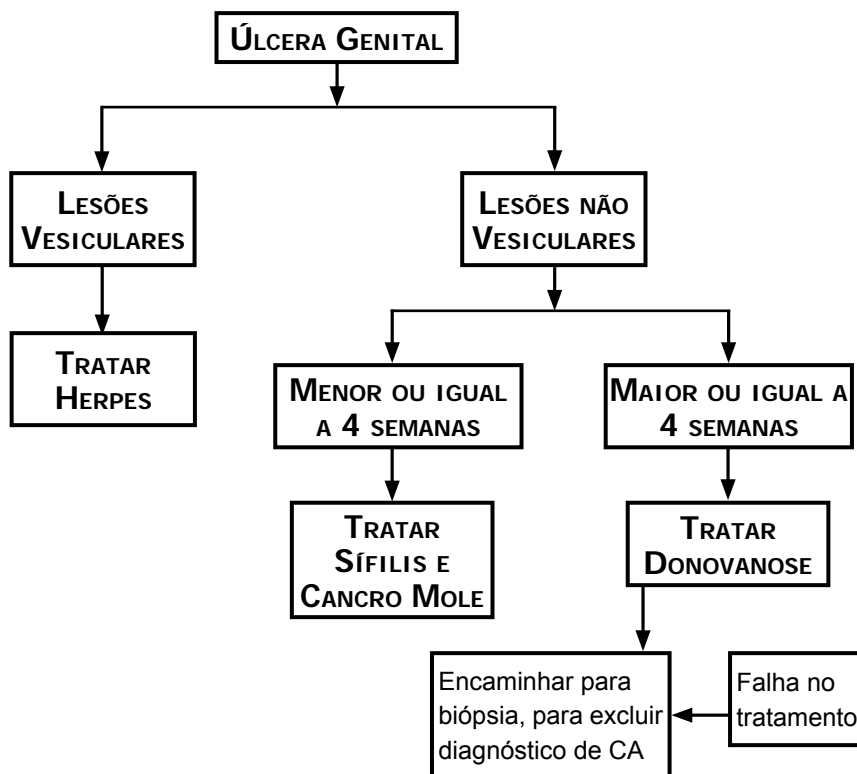 ÚLCERA GENITAL
LESÕES
VESICULARES
LESÕES NÃO
VESICULARES
TRATAR
HERPES
MENOR OU IGUAL
A 4 SEMANAS
MAIOR OU IGUAL A
4 SEMANAS
TRATAR
SÍFILIS E
CANCRO MOLE
TRATAR
DONOVANOSE
Encaminhar para
biópsia, para excluir
diagnóstico de CA
Falha no
tratamento